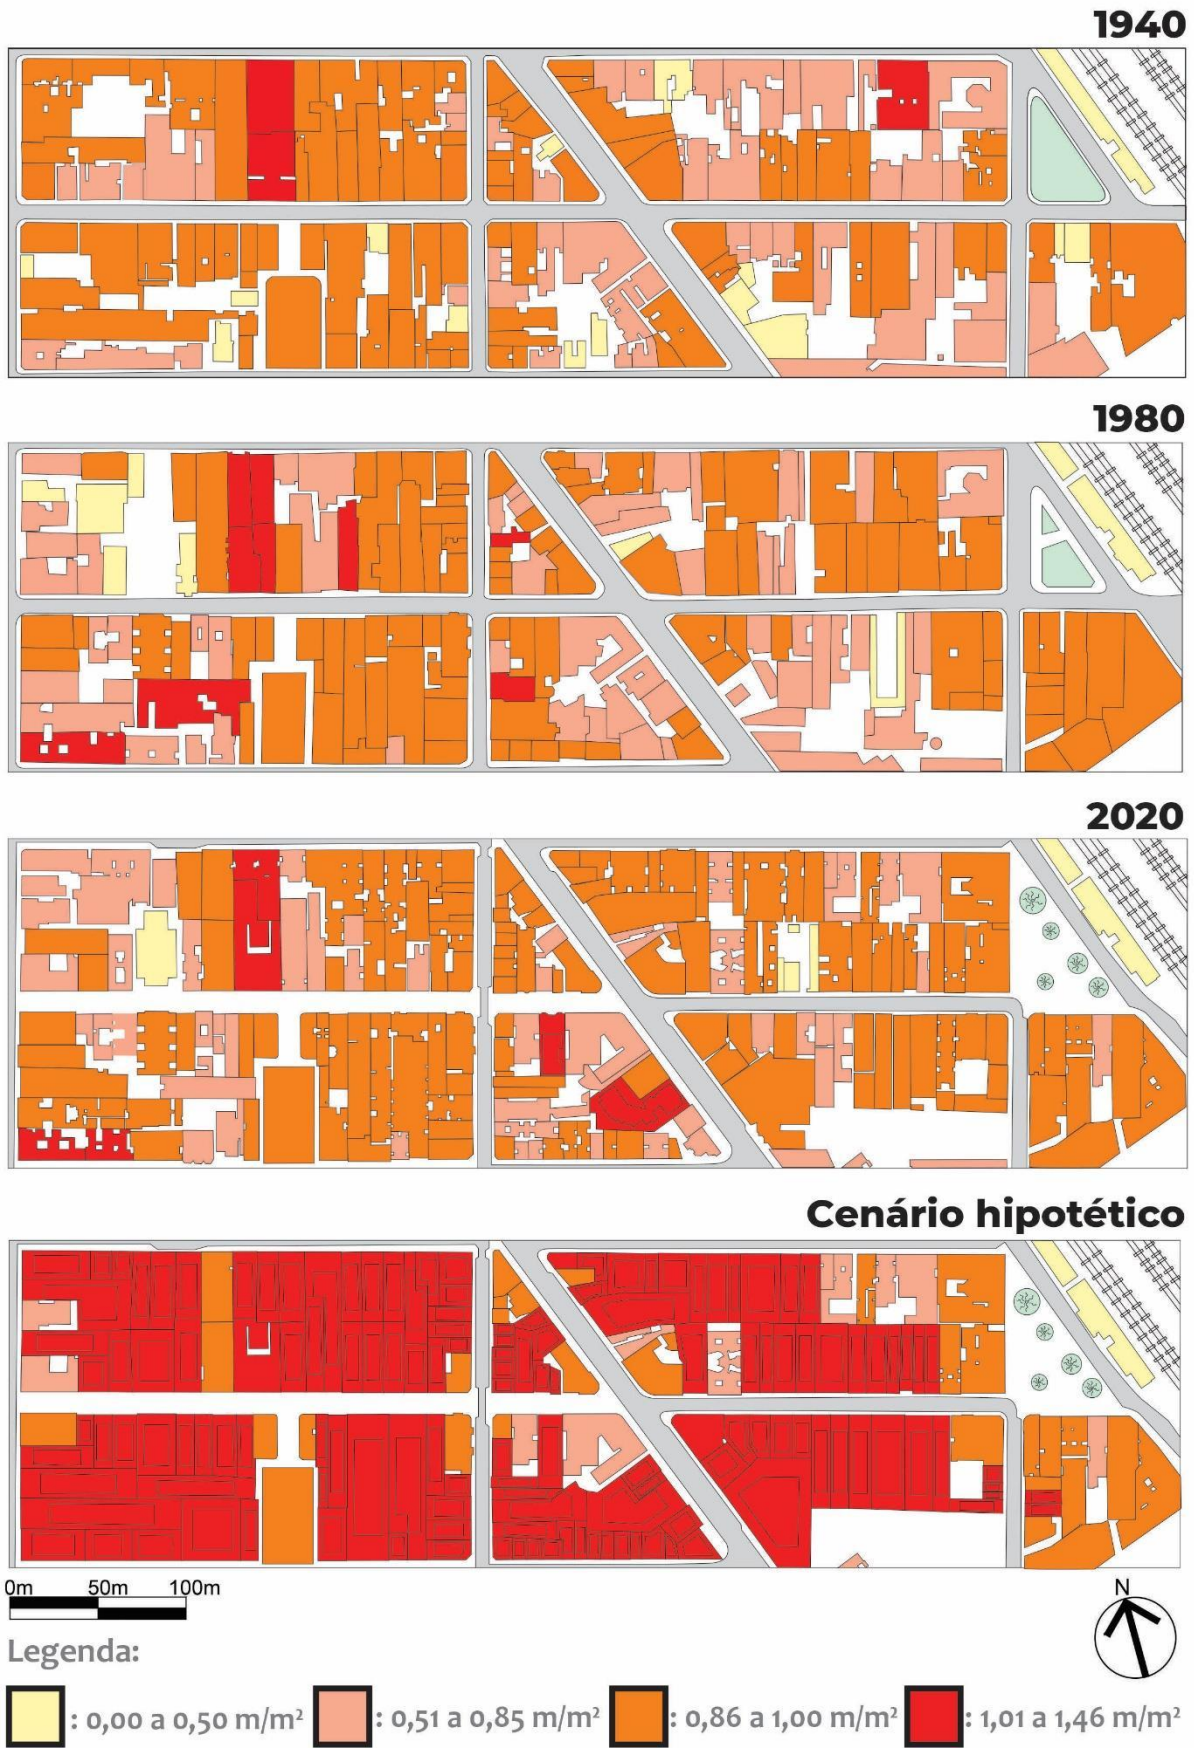 1940
1980
2020
Cenário hipotético
0m 50m 100m
N
Legenda:
: 0,00 a 0,50 m/m² : 0,51 a 0,85 m/m² : 0,86 a 1,00 m/m² : 1,01 a 1,46 m/m²